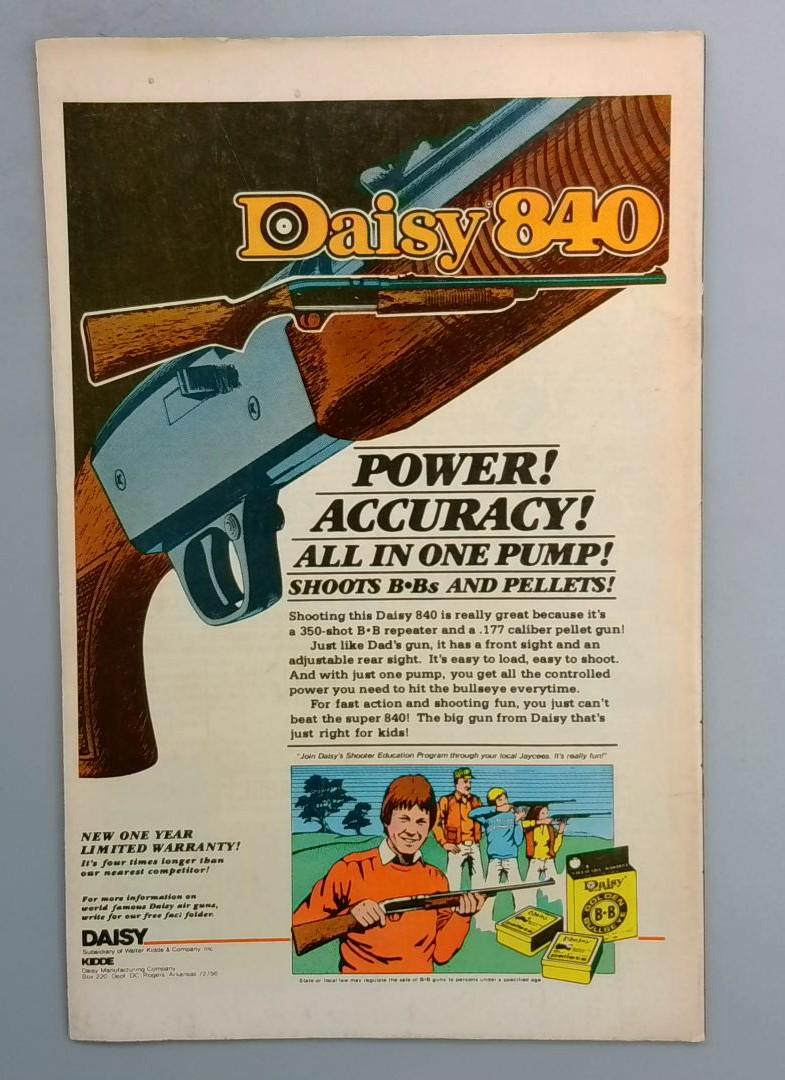 Daisy® 840
POWER!
ACCURACY!
ALL IN ONE PUMP!
SHOOTS B•Bs AND PELLETS!
Shooting this Daisy 840 is really great because it's
a 350-shot B•B repeater and a .177 caliber pellet gun!
Just like Dad's gun, it has a front sight and an
adjustable rear sight. It's easy to load, easy to shoot.
And with just one pump, you get all the controlled
power you need to hit the bullseye everytime.
For fast action and shooting fun, you just can't
beat the super 840! The big gun from Daisy that's
just right for kids!
"Join Daisy's Shooter Education Program through your local Jaycees. It's really fun!"
NEW ONE YEAR
LIMITED WARRANTY!
It's four times longer than
our nearest competitor!
For more information on
world famous Daisy air guns,
write for our free fact folder.
DAISY
Subsidiary of Walter Kidde & Company, Inc.
KIDDE
Daisy Manufacturing Company
Box 220, Dept. DC, Rogers, Arkansas 72756
Daisy
GOLDEN
B•B
BULLSEYE
Daisy
pellets
Daisy
pellets
State or local law may regulate the sale of B•B guns to persons under a specified age